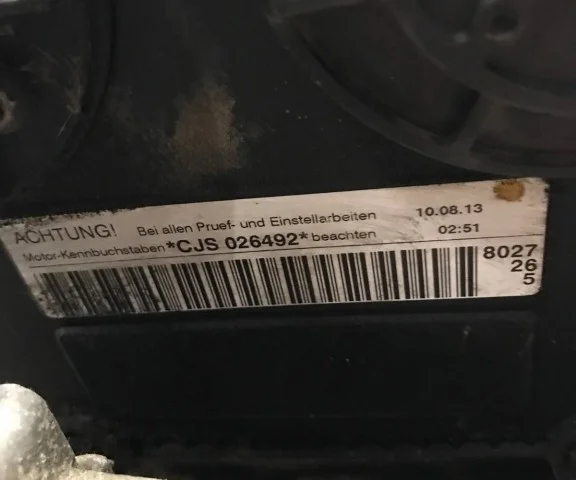 ACHTUNG! Bei allen Pruef- und Einstellarbeiten 10.08.13
Motor-Kennbuchstaben *CJS 026492* beachten 02:51
8027
26
5